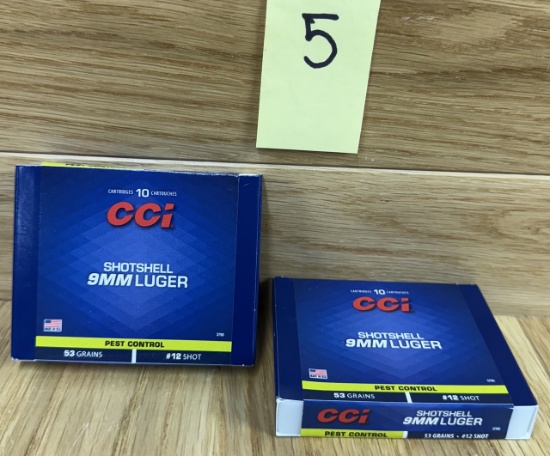 5
CARTRIDGES 10 CARTOUCHES
CCI
SHOTSHELL
9MM LUGER
PEST CONTROL
53 GRAINS #12 SHOT
CARTRIDGES 10 CARTOUCHES
CCI
SHOTSHELL
9MM LUGER
PEST CONTROL
53 GRAINS #12 SHOT
CCI SHOTSHELL
9MM LUGER
PEST CONTROL 53 GRAINS • #12 SHOT